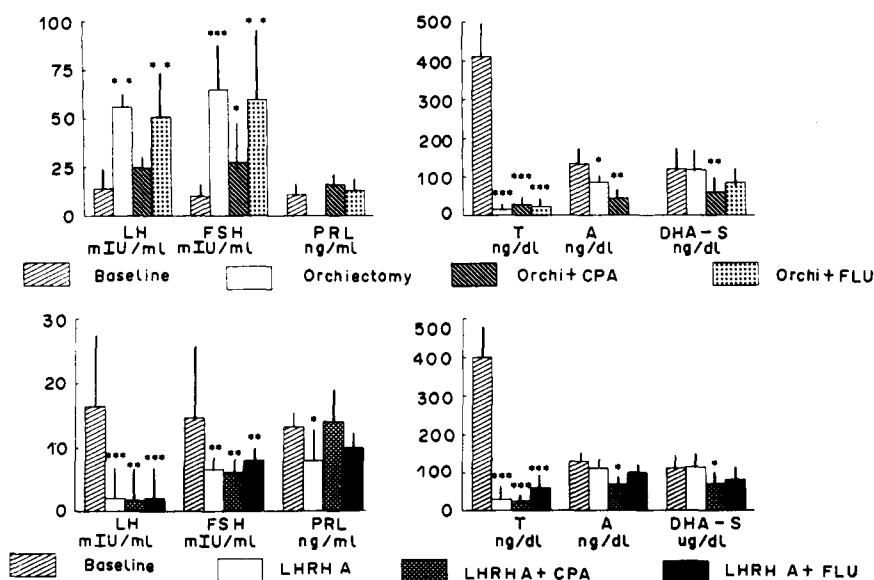 100
75
50
25
0
** ** *** * **
LH FSH PRL
mIU/ml mIU/ml ng/ml
500
400
300
200
100
0
*** *** *** * ** **
T A DHA-S
ng/dl ng/dl ng/dl
Baseline Orchiectomy Orchi+CPA Orchi+FLU
30
20
10
0
*** ** *** ** ** ** *
LH FSH PRL
mIU/ml mIU/ml ng/ml
500
400
300
200
100
0
*** *** *** * *
T A DHA-S
ng/dl ng/dl ug/dl
Baseline LHRH A LHRHA+CPA LHRH A+FLU